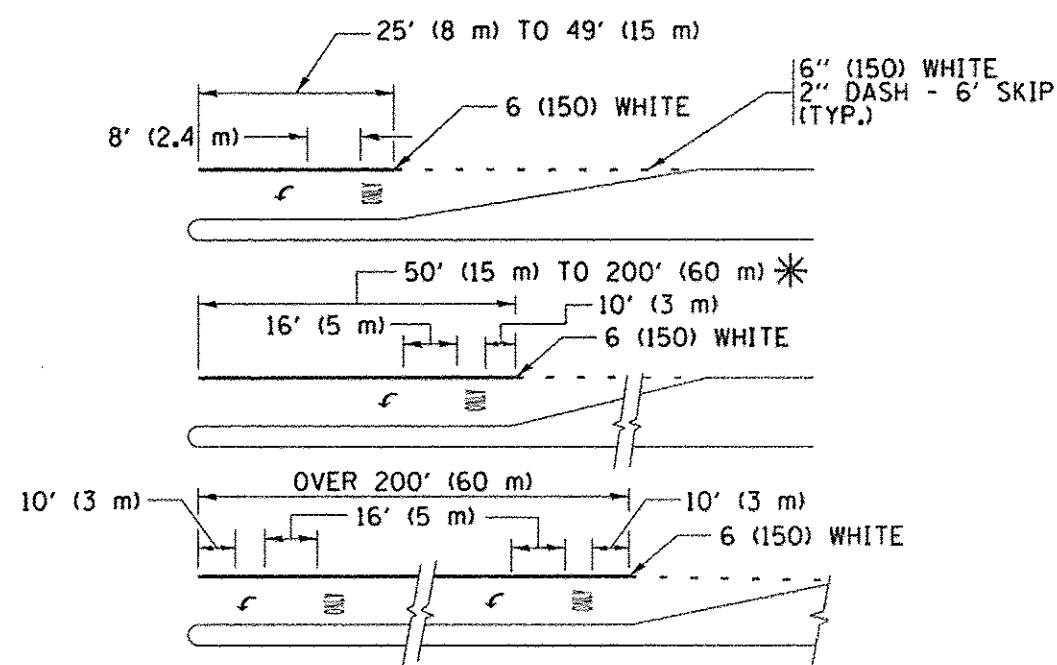 25' (8 m) TO 49' (15 m)
6" (150) WHITE
2" DASH - 6' SKIP
(TYP.)
6 (150) WHITE
8' (2.4 m)
50' (15 m) TO 200' (60 m) *
10' (3 m)
16' (5 m)
6 (150) WHITE
OVER 200' (60 m)
10' (3 m)
10' (3 m)
16' (5 m)
6 (150) WHITE